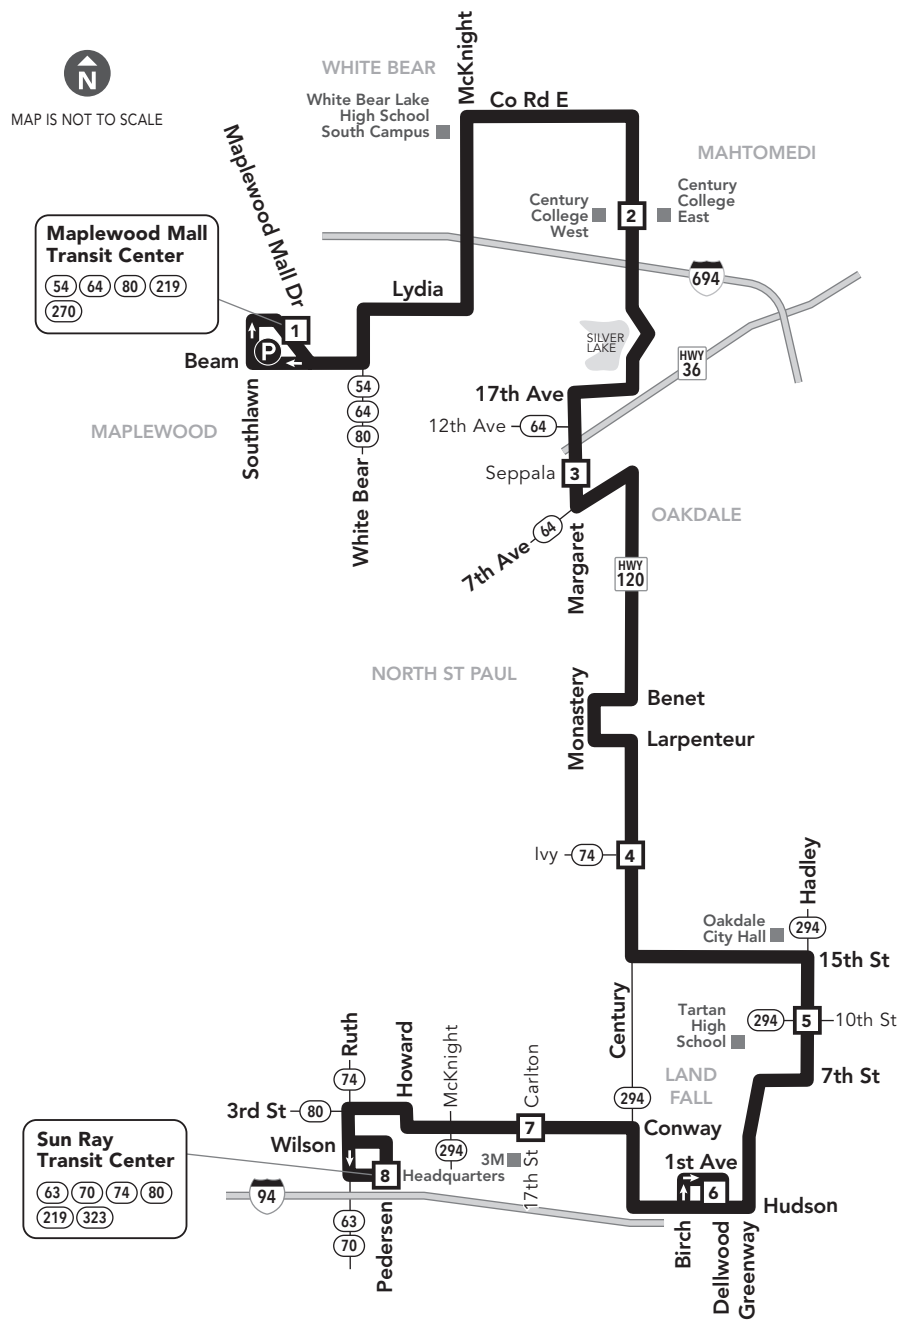 N
MAP IS NOT TO SCALE
WHITE BEAR
McKnight
Co Rd E
White Bear Lake
High School
South Campus
MAHTOMEDI
Maplewood Mall Dr
Century
College
West
2
Century
College
East
Maplewood Mall
Transit Center
54 64 80 219
270
694
Lydia
1
P
Beam
SILVER
LAKE
HWY
36
54
64
80
17th Ave
12th Ave
64
MAPLEWOOD
Southlawn
White Bear
Seppala
3
OAKDALE
64
7th Ave
Margaret
HWY
120
NORTH ST PAUL
Monastery
Benet
Larpenteur
Ivy
74
4
Hadley
Oakdale
City Hall
294
15th St
Century
Tartan
High
School
294
5
10th St
Ruth
Howard
McKnight
Carlton
LAND
FALL
7th St
74
294
3rd St
80
7
Conway
Wilson
294
3M
Headquarters
17th St
1st Ave
6
Hudson
Sun Ray
Transit Center
63 70 74 80
219 323
8
94
63
70
Pedersen
Birch
Dellwood
Greenway